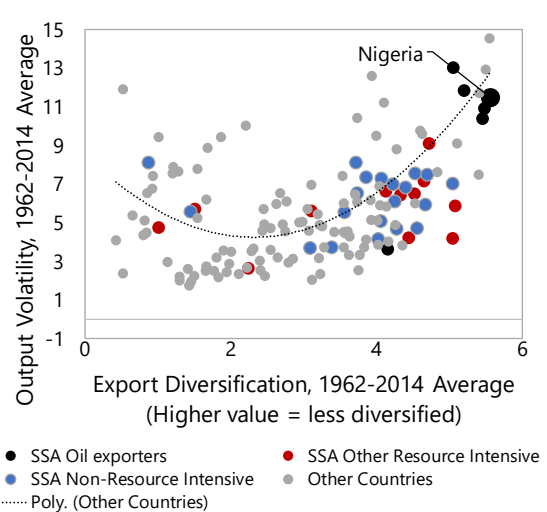 Output Volatility, 1962-2014 Average
15
13
11
9
7
5
3
1
-1
Nigeria
0 2 4 6
Export Diversification, 1962-2014 Average
(Higher value = less diversified)
SSA Oil exporters
SSA Other Resource Intensive
SSA Non-Resource Intensive
Other Countries
Poly. (Other Countries)